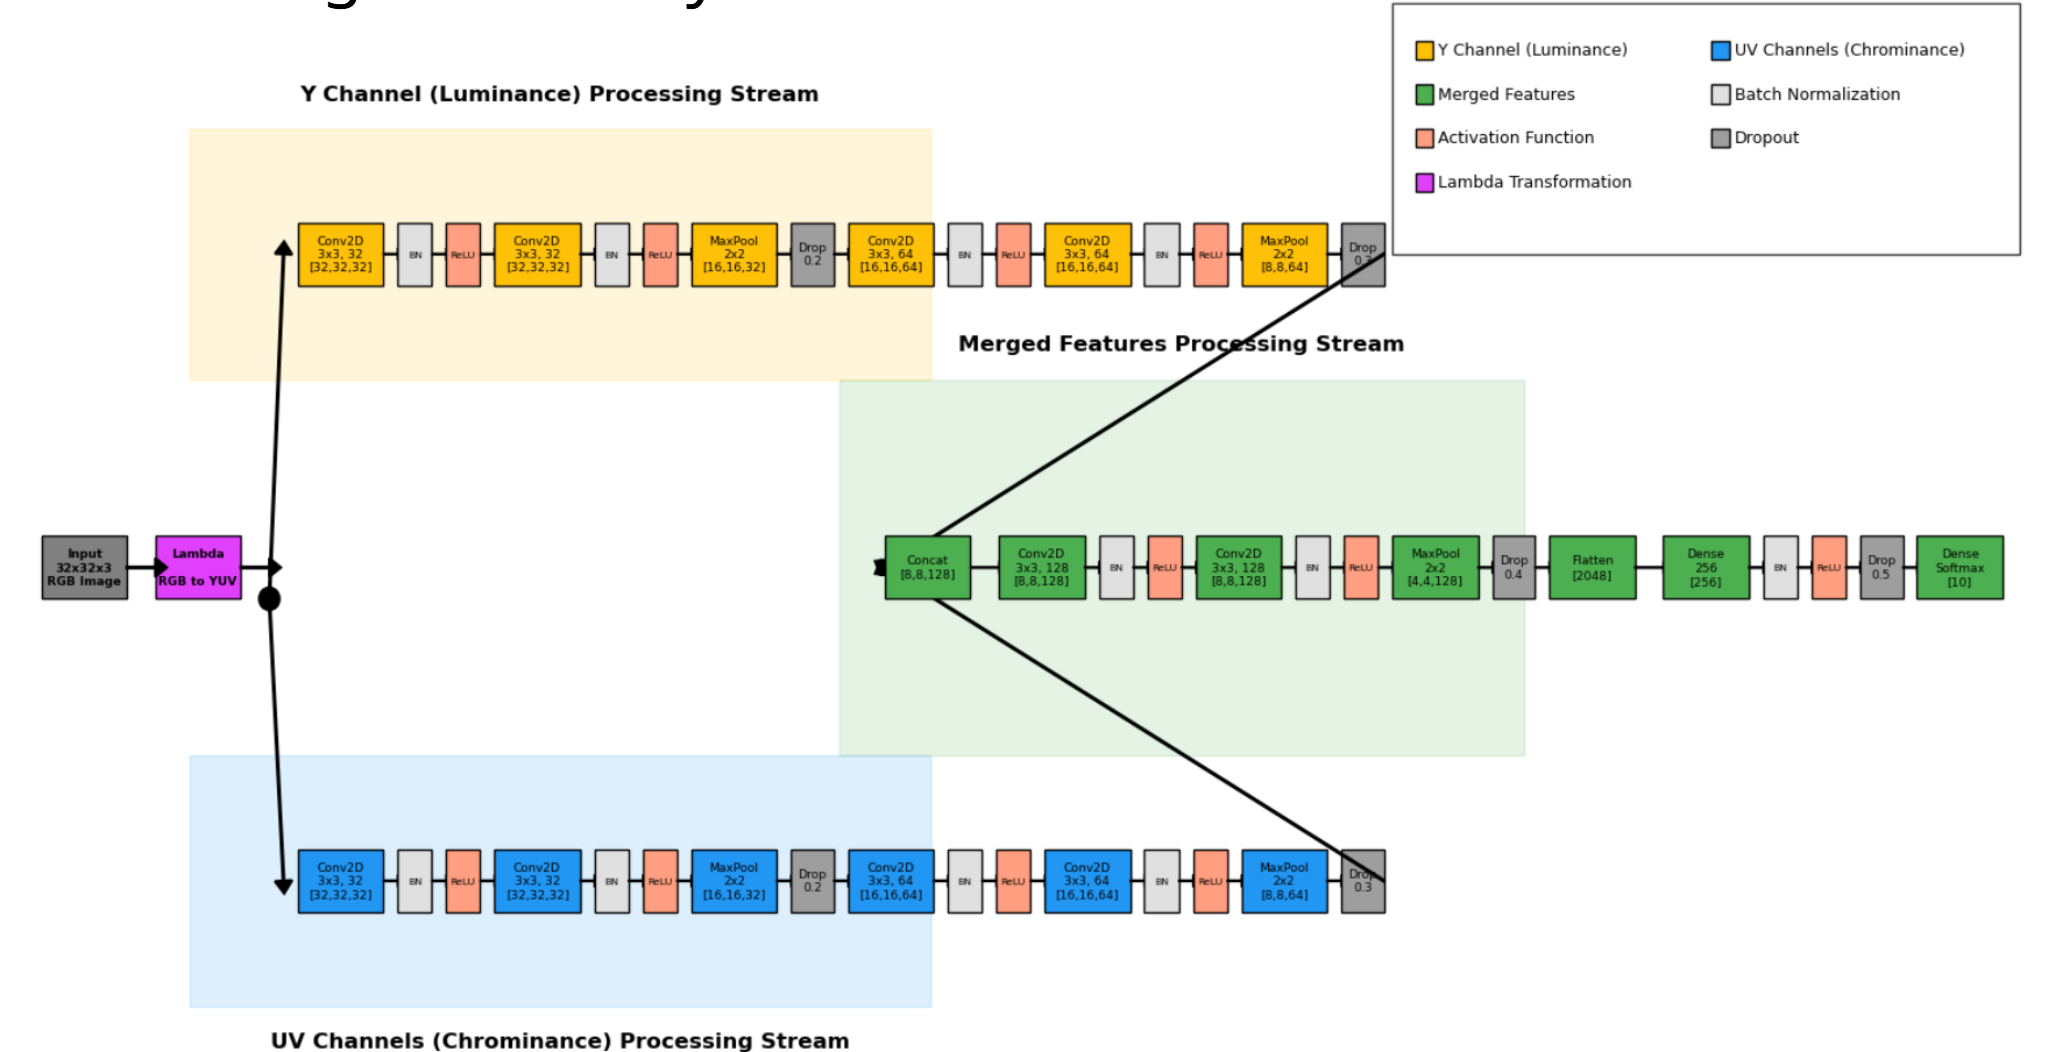 Y Channel (Luminance)
UV Channels (Chrominance)
Merged Features
Batch Normalization
Activation Function
Dropout
Lambda Transformation
Y Channel (Luminance) Processing Stream
Conv2D
3x3, 32
[32,32,32]
BN
ReLU
Conv2D
3x3, 32
[32,32,32]
BN
ReLU
MaxPool
2x2
[16,16,32]
Drop
0.2
Conv2D
3x3, 64
[16,16,64]
BN
ReLU
Conv2D
3x3, 64
[16,16,64]
BN
ReLU
MaxPool
2x2
[8,8,64]
Drop
0.3
Merged Features Processing Stream
Input
32x32x3
RGB Image
Lambda
RGB to YUV
Concat
[8,8,128]
Conv2D
3x3, 128
[8,8,128]
BN
ReLU
Conv2D
3x3, 128
[8,8,128]
BN
ReLU
MaxPool
2x2
[4,4,128]
Drop
0.4
Flatten
[2048]
Dense
256
[256]
BN
ReLU
Drop
0.5
Dense
Softmax
[10]
Conv2D
3x3, 32
[32,32,32]
BN
ReLU
Conv2D
3x3, 32
[32,32,32]
BN
ReLU
MaxPool
2x2
[16,16,32]
Drop
0.2
Conv2D
3x3, 64
[16,16,64]
BN
ReLU
Conv2D
3x3, 64
[16,16,64]
BN
ReLU
MaxPool
2x2
[8,8,64]
Drop
0.3
UV Channels (Chrominance) Processing Stream